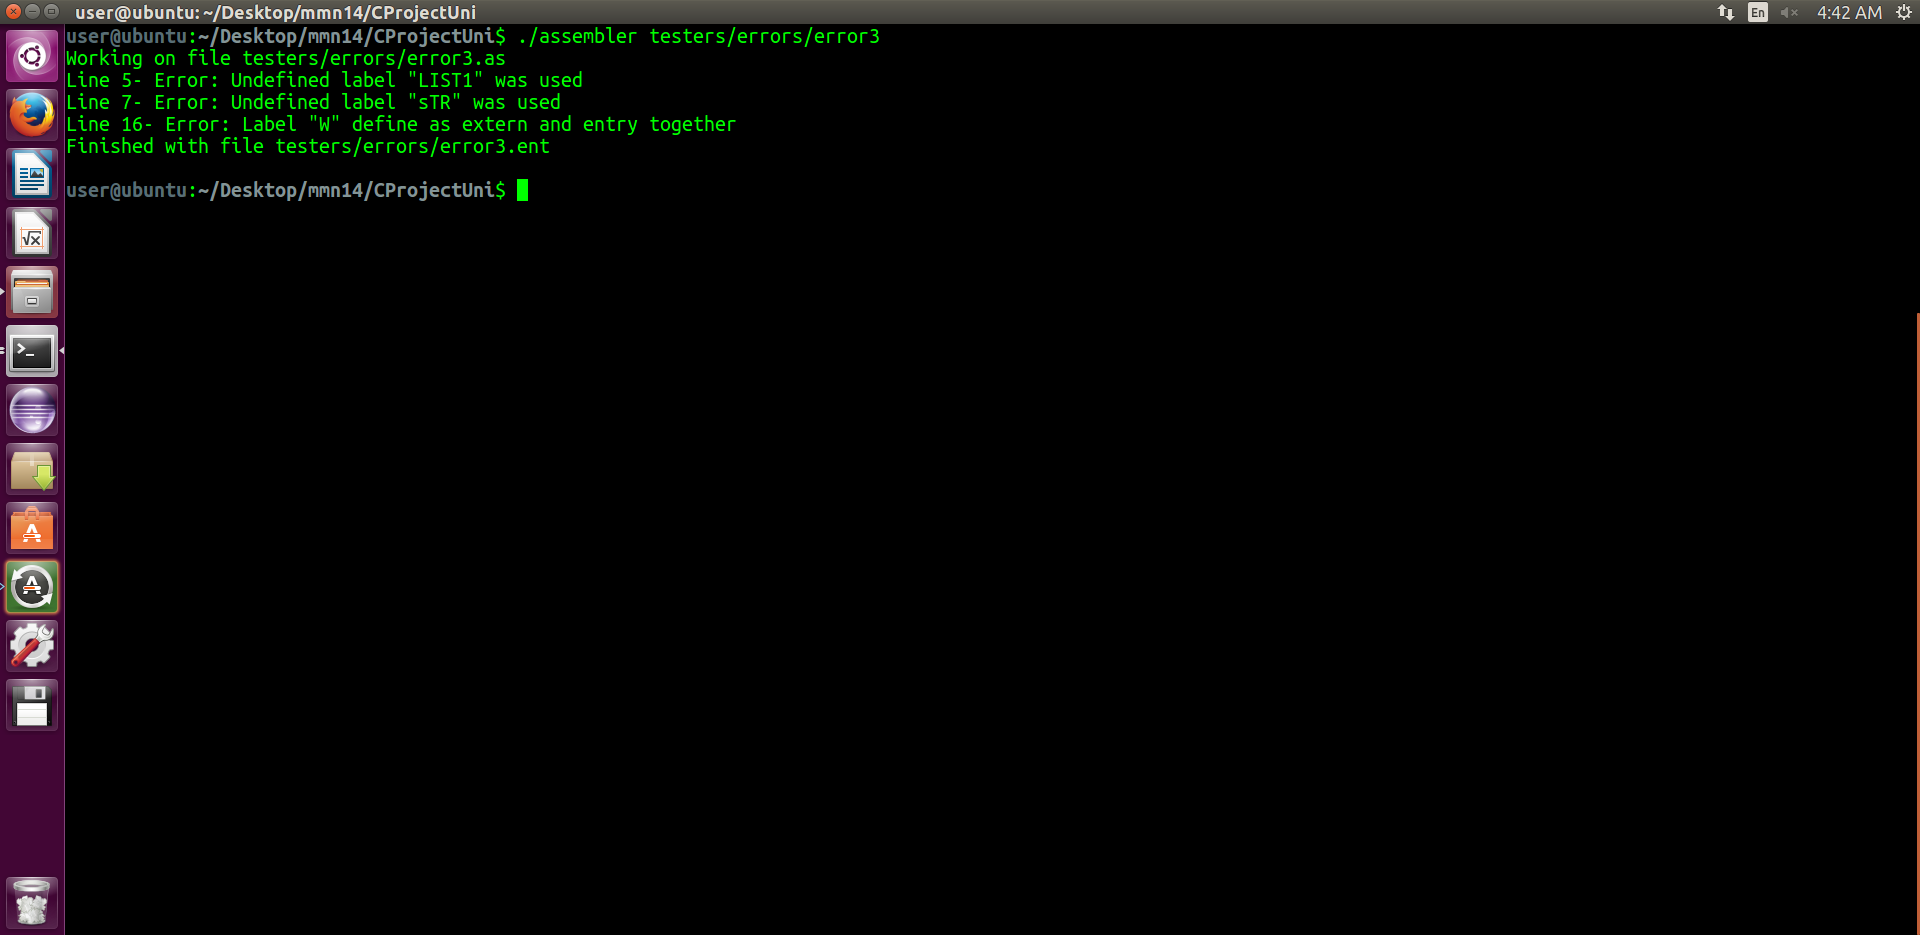 user@ubuntu: ~/Desktop/mmn14/CProjectUni
En
4:42 AM
user@ubuntu:~/Desktop/mmn14/CProjectUni$ ./assembler testers/errors/error3
Working on file testers/errors/error3.as
Line 5- Error: Undefined label "LIST1" was used
Line 7- Error: Undefined label "sTR" was used
Line 16- Error: Label "W" define as extern and entry together
Finished with file testers/errors/error3.ent
user@ubuntu:~/Desktop/mmn14/CProjectUni$